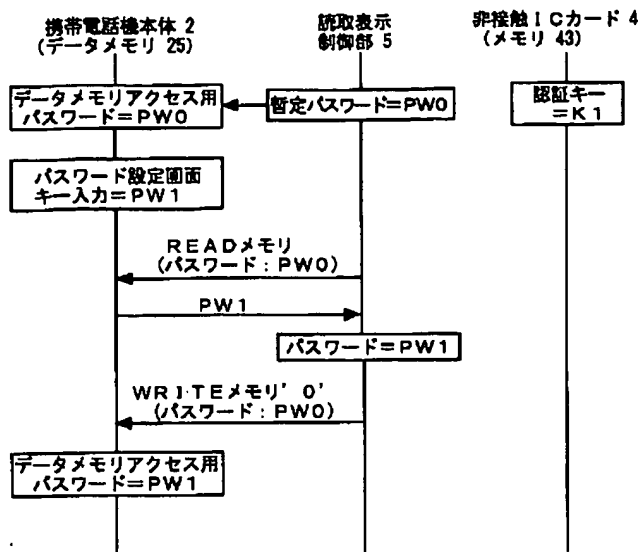 携帯電話機本体 2
(データメモリ 25)
読取表示
制御部 5
非接触ICカード 4
(メモリ 43)
データメモリアクセス用
パスワード=PW0
暫定パスワード=PW0
認証キー
=K1
パスワード設定画面
キー入力=PW1
READメモリ
(パスワード:PW0)
PW1
パスワード=PW1
WRITEメモリ'0'
(パスワード:PW0)
データメモリアクセス用
パスワード=PW1